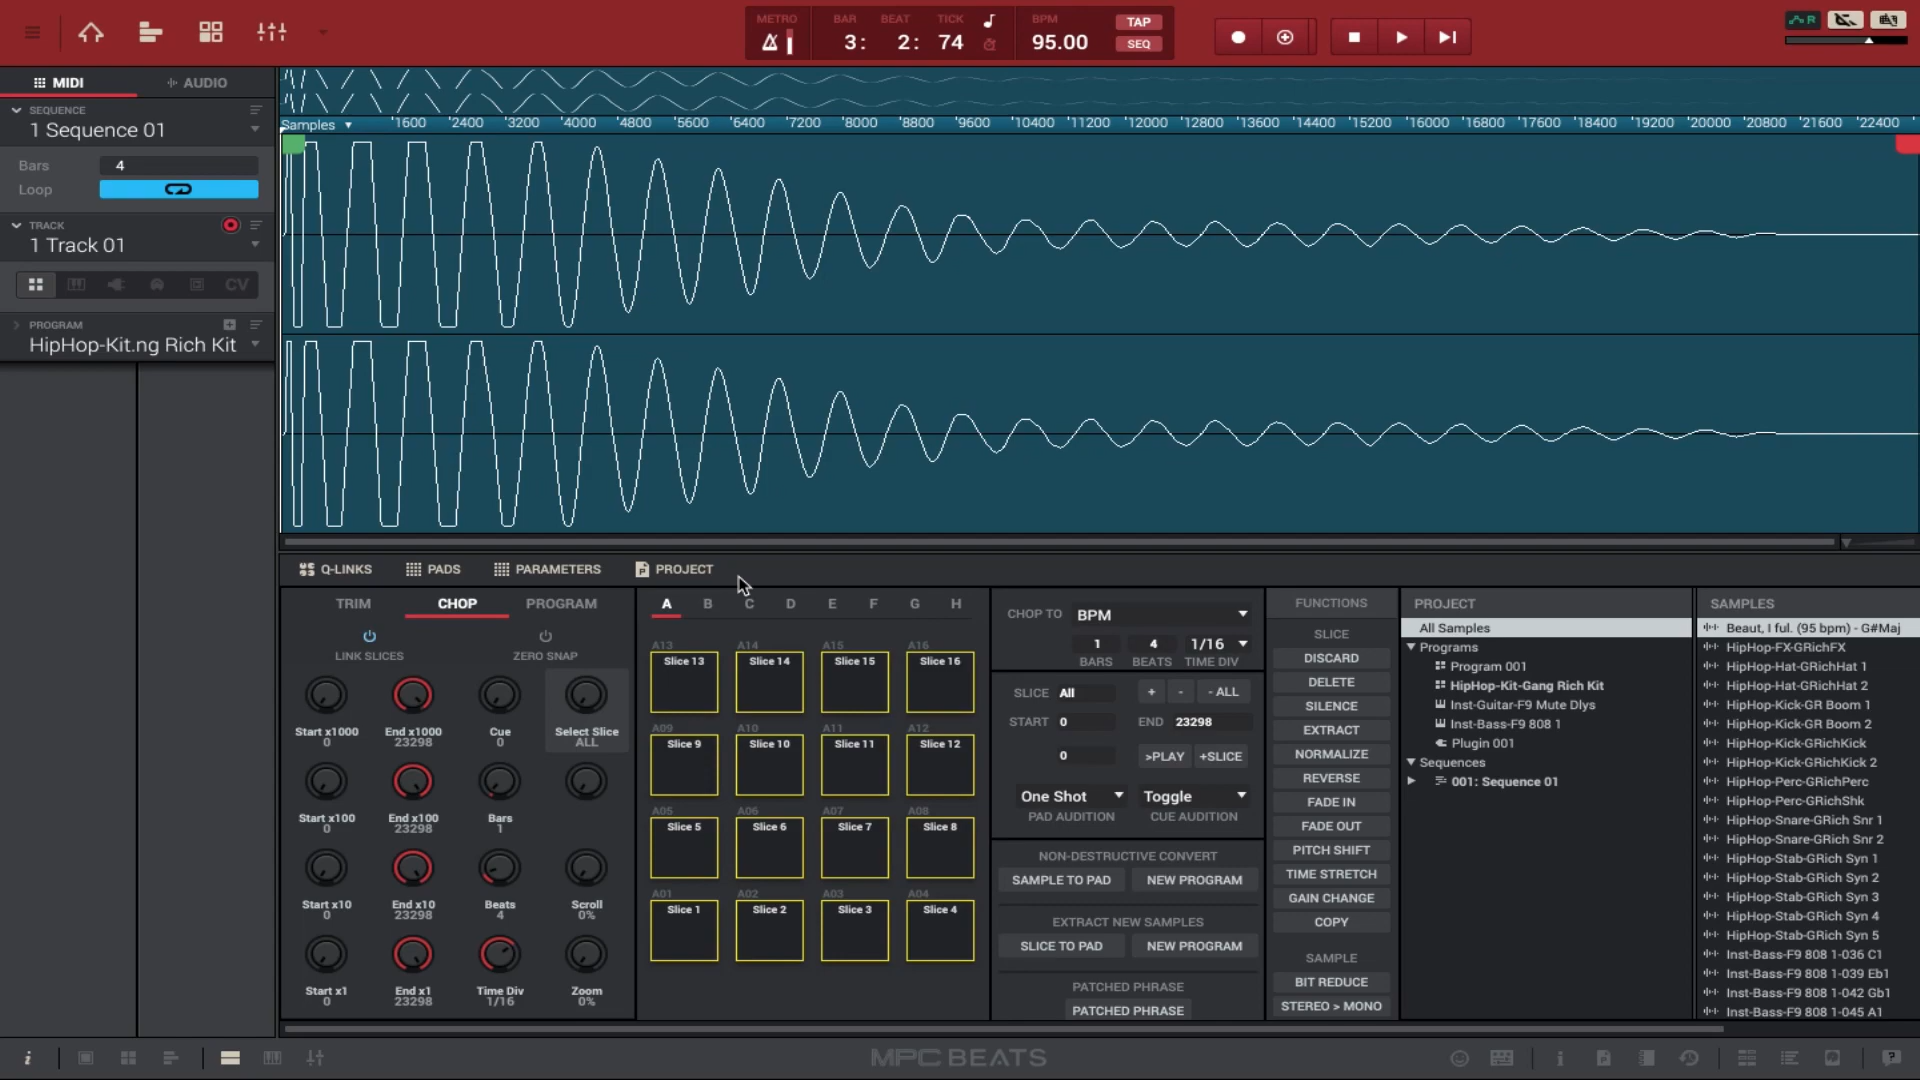 METRO BAR BEAT TICK BPM TAP
3: 2: 74 95.00 SEQ
R
MIDI AUDIO
SEQUENCE
1 Sequence 01
Bars 4
Loop
TRACK
1 Track 01
CV
PROGRAM
HipHop-Kit.ng Rich Kit
Samples 1600 2400 3200 4000 4800 5600 6400 7200 8000 8800 9600 10400 11200 12000 12800 13600 14400 15200 16000 16800 17600 18400 19200 20000 20800 21600 22400
Q-LINKS PADS PARAMETERS PROJECT
TRIM CHOP PROGRAM
LINK SLICES ZERO SNAP
Start x1000 End x1000 Cue Select Slice
0 23298 0 ALL
Start x100 End x100 Bars
0 23298 1
Start x10 End x10 Beats Scroll
0 23298 4 0%
Start x1 End x1 Time Div Zoom
0 23298 1/16 0%
A B C D E F G H
A13 A14 A15 A16
Slice 13 Slice 14 Slice 15 Slice 16
A09 A10 A11 A12
Slice 9 Slice 10 Slice 11 Slice 12
A05 A06 A07 A08
Slice 5 Slice 6 Slice 7 Slice 8
A01 A02 A03 A04
Slice 1 Slice 2 Slice 3 Slice 4
CHOP TO BPM
1 4 1/16
BARS BEATS TIME DIV
SLICE All + - - ALL
START 0 END 23298
0 >PLAY +SLICE
One Shot Toggle
PAD AUDITION CUE AUDITION
NON-DESTRUCTIVE CONVERT
SAMPLE TO PAD NEW PROGRAM
EXTRACT NEW SAMPLES
SLICE TO PAD NEW PROGRAM
PATCHED PHRASE
PATCHED PHRASE
FUNCTIONS
SLICE
DISCARD
DELETE
SILENCE
EXTRACT
NORMALIZE
REVERSE
FADE IN
FADE OUT
PITCH SHIFT
TIME STRETCH
GAIN CHANGE
COPY
SAMPLE
BIT REDUCE
STEREO > MONO
PROJECT
All Samples
Programs
Program 001
HipHop-Kit-Gang Rich Kit
Inst-Guitar-F9 Mute Dlys
Inst-Bass-F9 808 1
Plugin 001
Sequences
001: Sequence 01
SAMPLES
Beaut, I ful. (95 bpm) - G#Maj
HipHop-FX-GRichFX
HipHop-Hat-GRichHat 1
HipHop-Hat-GRichHat 2
HipHop-Kick-GR Boom 1
HipHop-Kick-GR Boom 2
HipHop-Kick-GRichKick
HipHop-Kick-GRichKick 2
HipHop-Perc-GRichPerc
HipHop-Perc-GRichShk
HipHop-Snare-GRich Snr 1
HipHop-Snare-GRich Snr 2
HipHop-Stab-GRich Syn 1
HipHop-Stab-GRich Syn 2
HipHop-Stab-GRich Syn 3
HipHop-Stab-GRich Syn 4
HipHop-Stab-GRich Syn 5
Inst-Bass-F9 808 1-036 C1
Inst-Bass-F9 808 1-039 Eb1
Inst-Bass-F9 808 1-042 Gb1
Inst-Bass-F9 808 1-045 A1
MPC BEATS